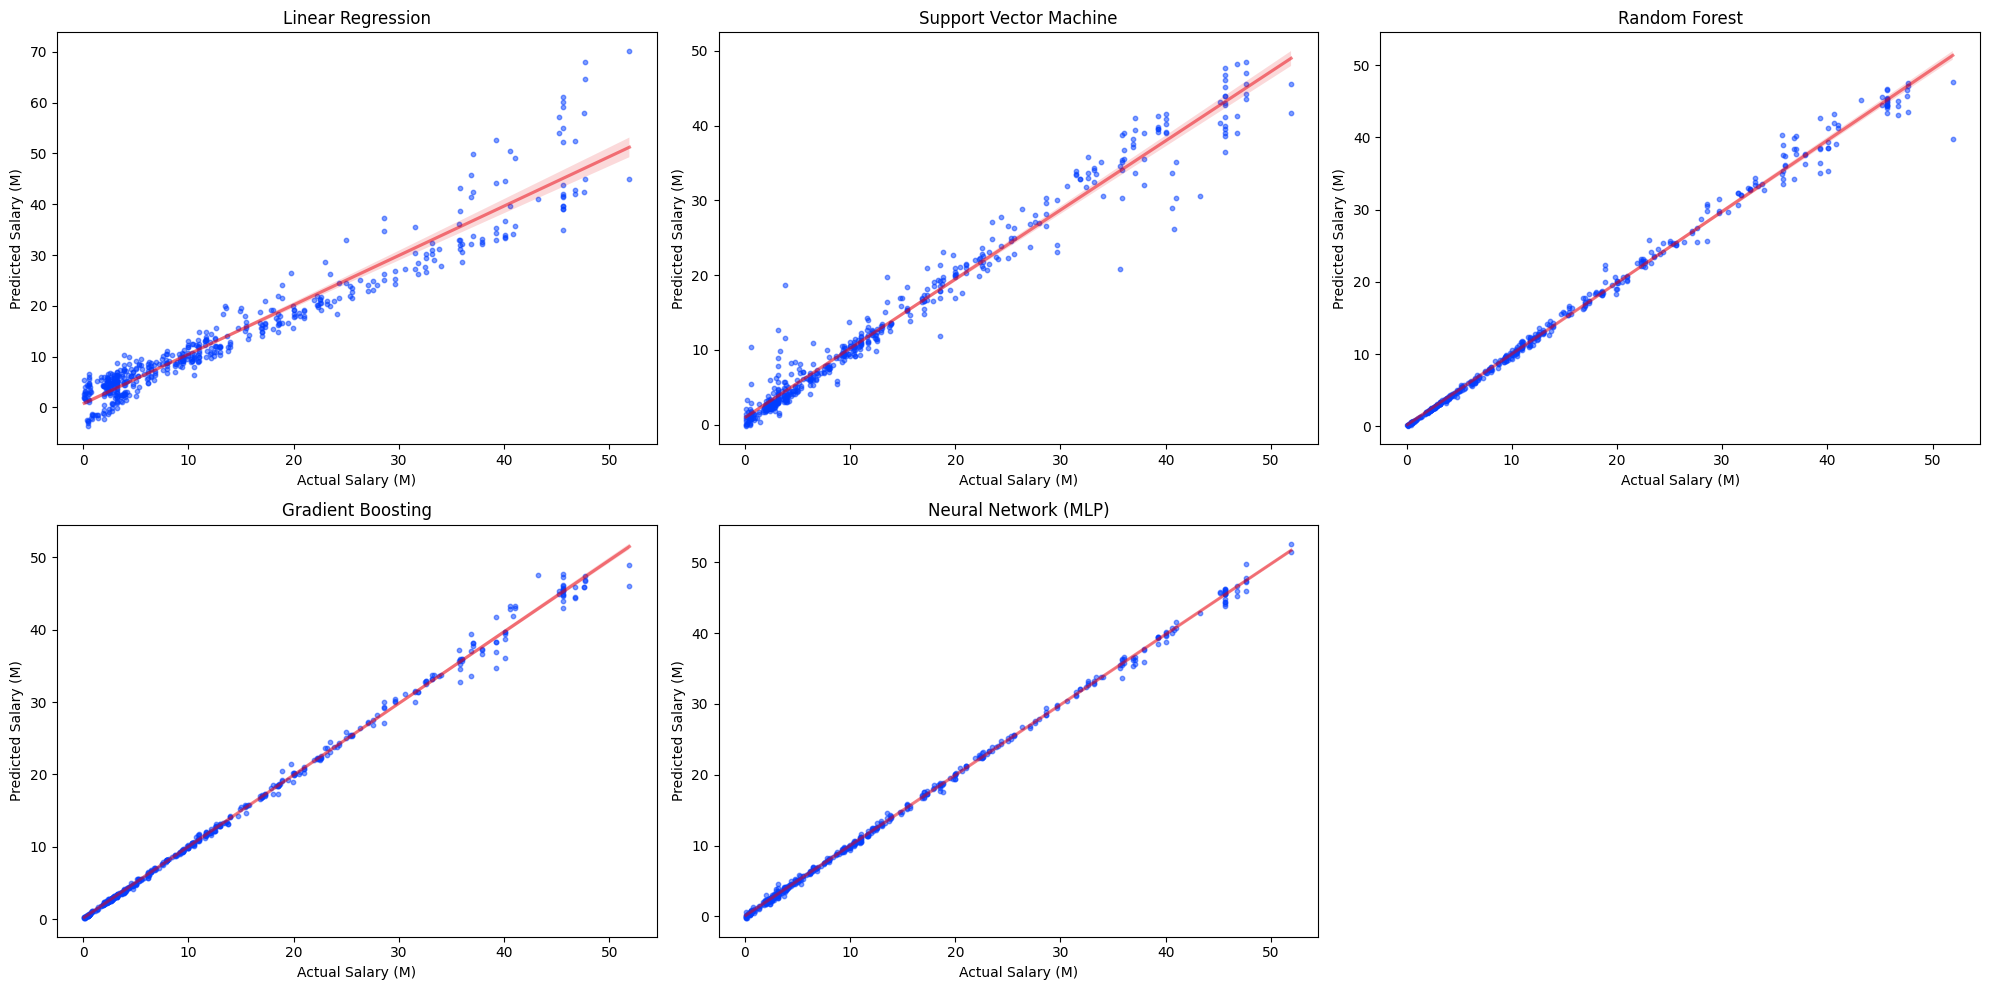 Linear Regression
Predicted Salary (M)
70
60
50
40
30
20
10
0
0 10 20 30 40 50
Actual Salary (M)
Support Vector Machine
Predicted Salary (M)
50
40
30
20
10
0
0 10 20 30 40 50
Actual Salary (M)
Random Forest
Predicted Salary (M)
50
40
30
20
10
0
0 10 20 30 40 50
Actual Salary (M)
Gradient Boosting
Predicted Salary (M)
50
40
30
20
10
0
0 10 20 30 40 50
Actual Salary (M)
Neural Network (MLP)
Predicted Salary (M)
50
40
30
20
10
0
0 10 20 30 40 50
Actual Salary (M)